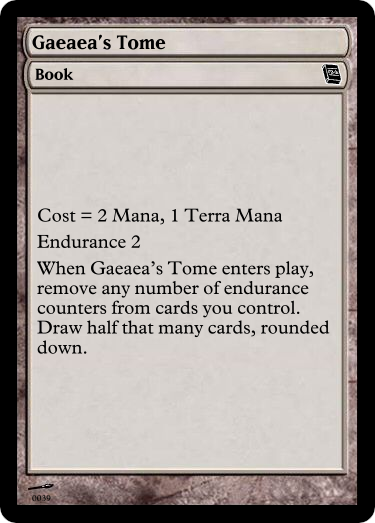 Gaeaea's Tome
Book
Cost = 2 Mana, 1 Terra Mana
Endurance 2
When Gaeaea's Tome enters play,
remove any number of endurance
counters from cards you control.
Draw half that many cards, rounded
down.
0039